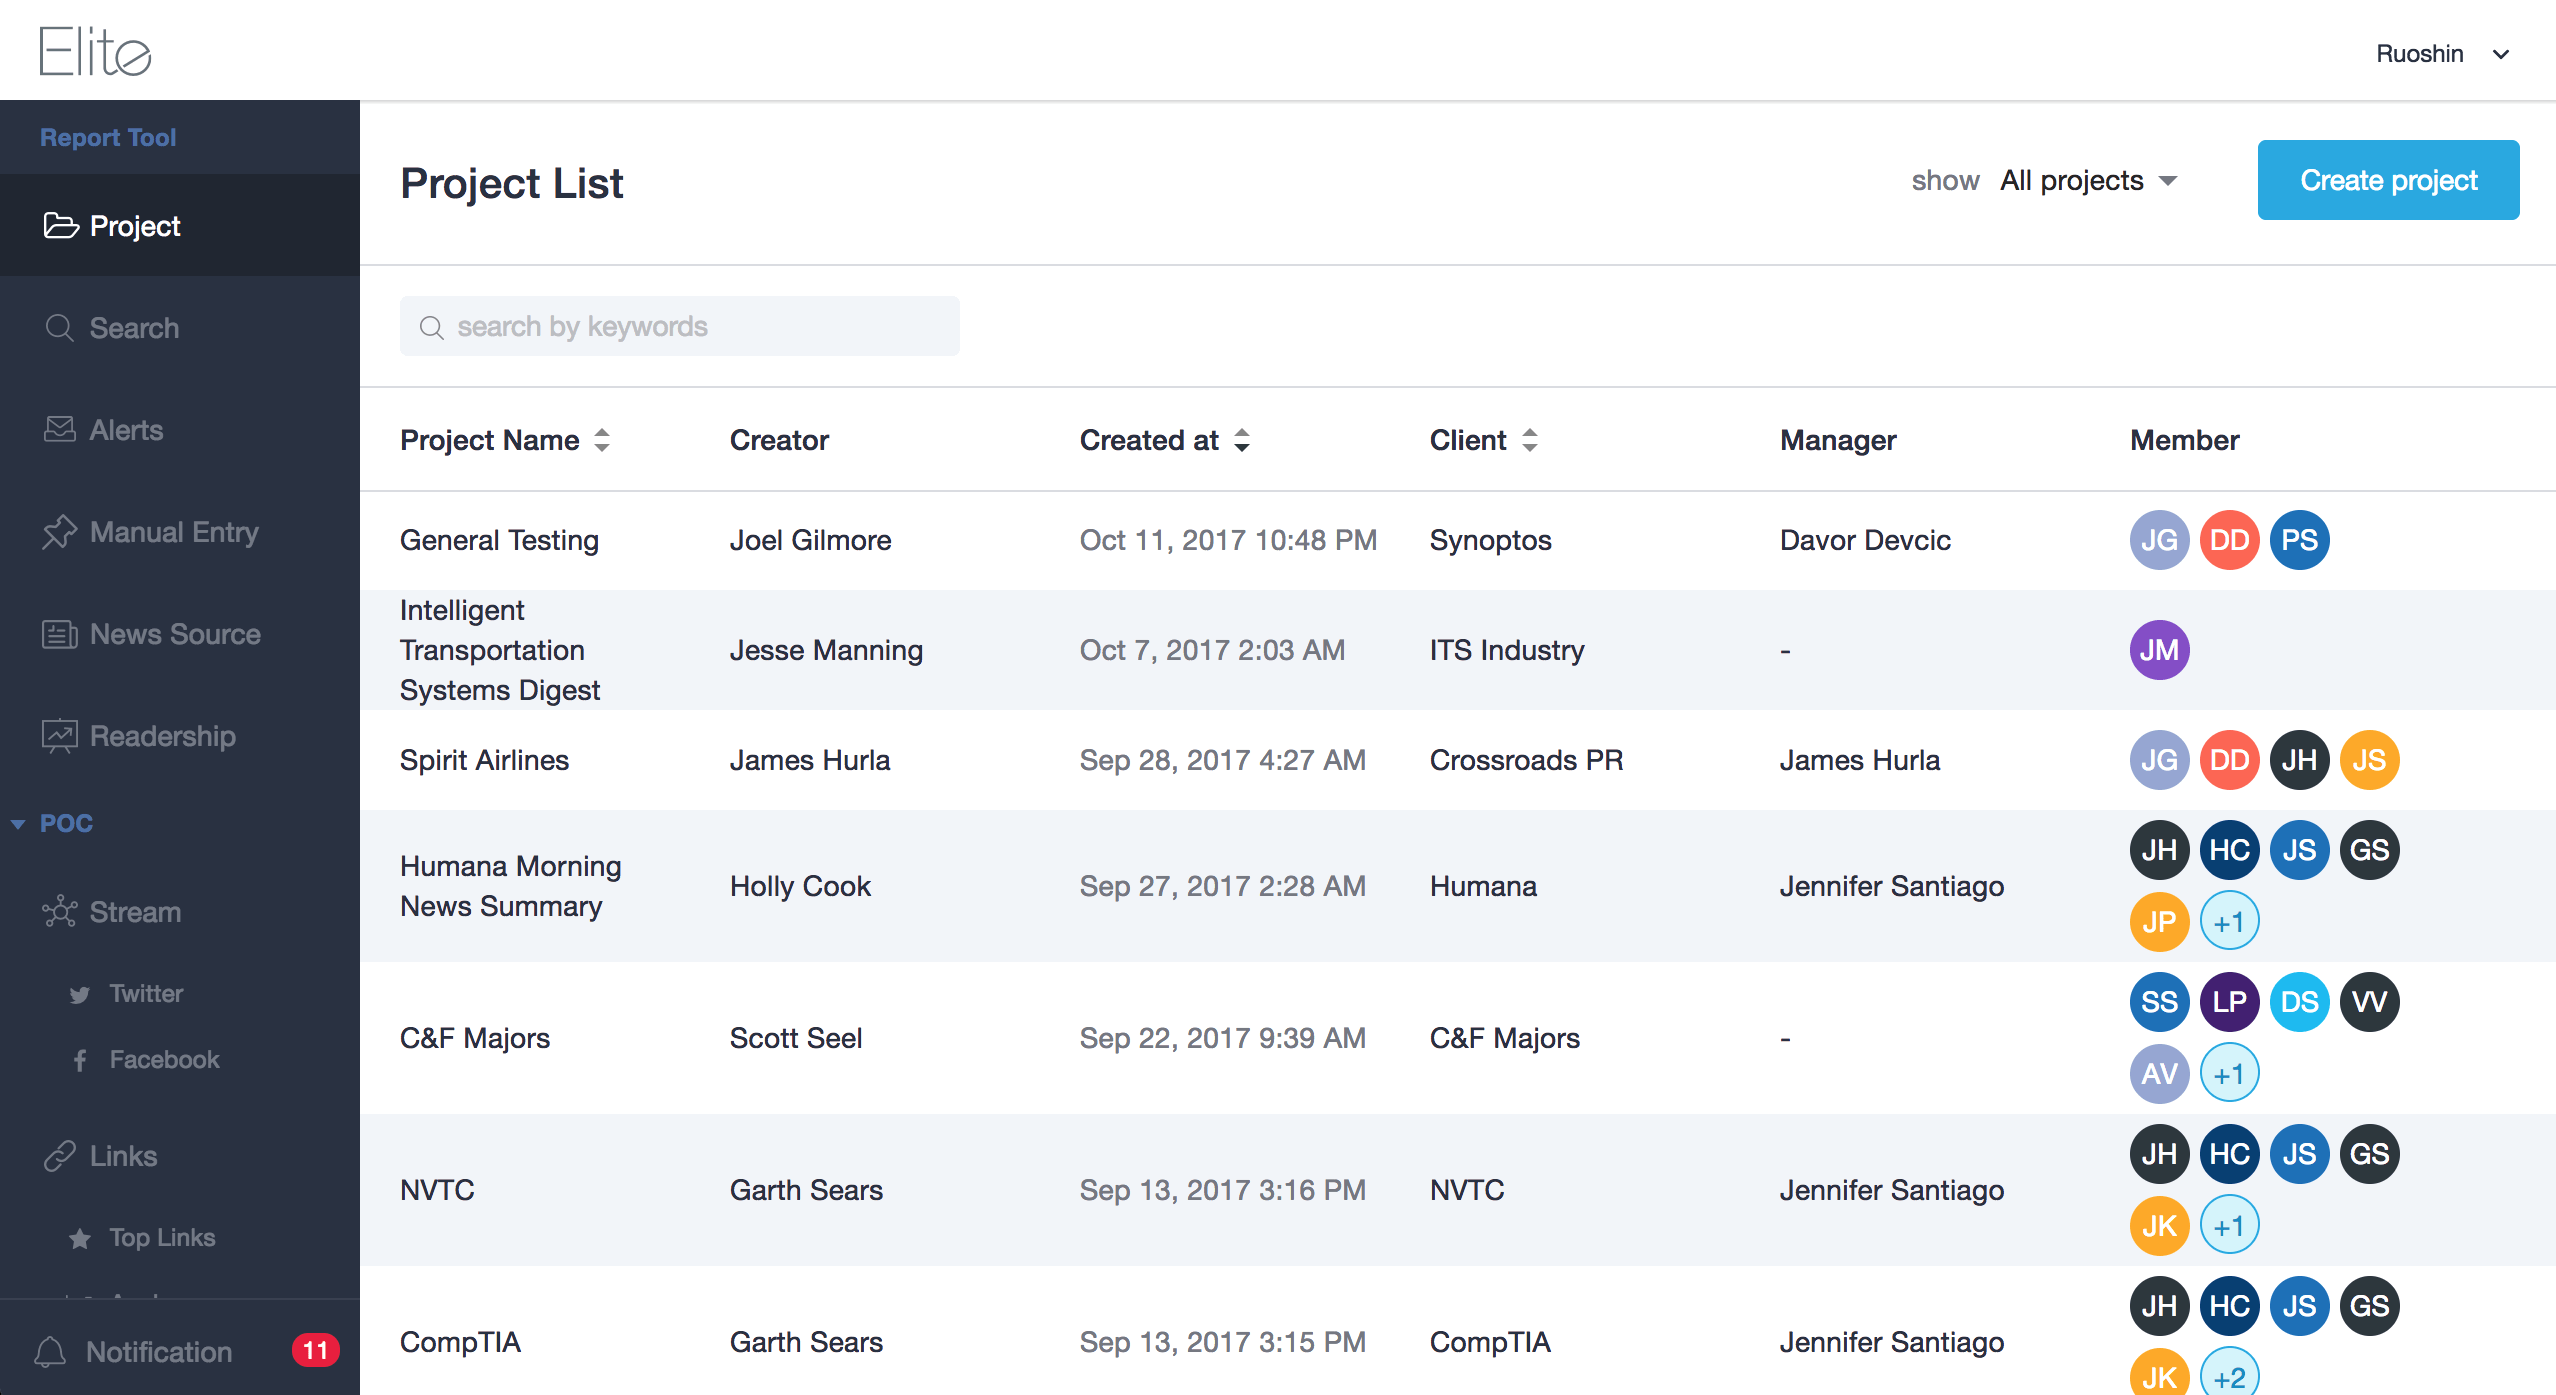 Elite
Ruoshin
Report Tool
Project
Search
Alerts
Manual Entry
News Source
Readership
POC
Stream
Twitter
Facebook
Links
Top Links
Notification 11
Project List
show All projects
Create project
search by keywords
Project Name Creator Created at Client Manager Member
General Testing Joel Gilmore Oct 11, 2017 10:48 PM Synoptos Davor Devcic JG DD PS
Intelligent
Transportation
Systems Digest
Jesse Manning Oct 7, 2017 2:03 AM ITS Industry - JM
Spirit Airlines James Hurla Sep 28, 2017 4:27 AM Crossroads PR James Hurla JG DD JH JS
Humana Morning
News Summary
Holly Cook Sep 27, 2017 2:28 AM Humana Jennifer Santiago
JH HC JS GS
JP +1
C&F Majors Scott Seel Sep 22, 2017 9:39 AM C&F Majors -
SS LP DS VV
AV +1
NVTC Garth Sears Sep 13, 2017 3:16 PM NVTC Jennifer Santiago
JH HC JS GS
JK +1
CompTIA Garth Sears Sep 13, 2017 3:15 PM CompTIA Jennifer Santiago
JH HC JS GS
JK +2